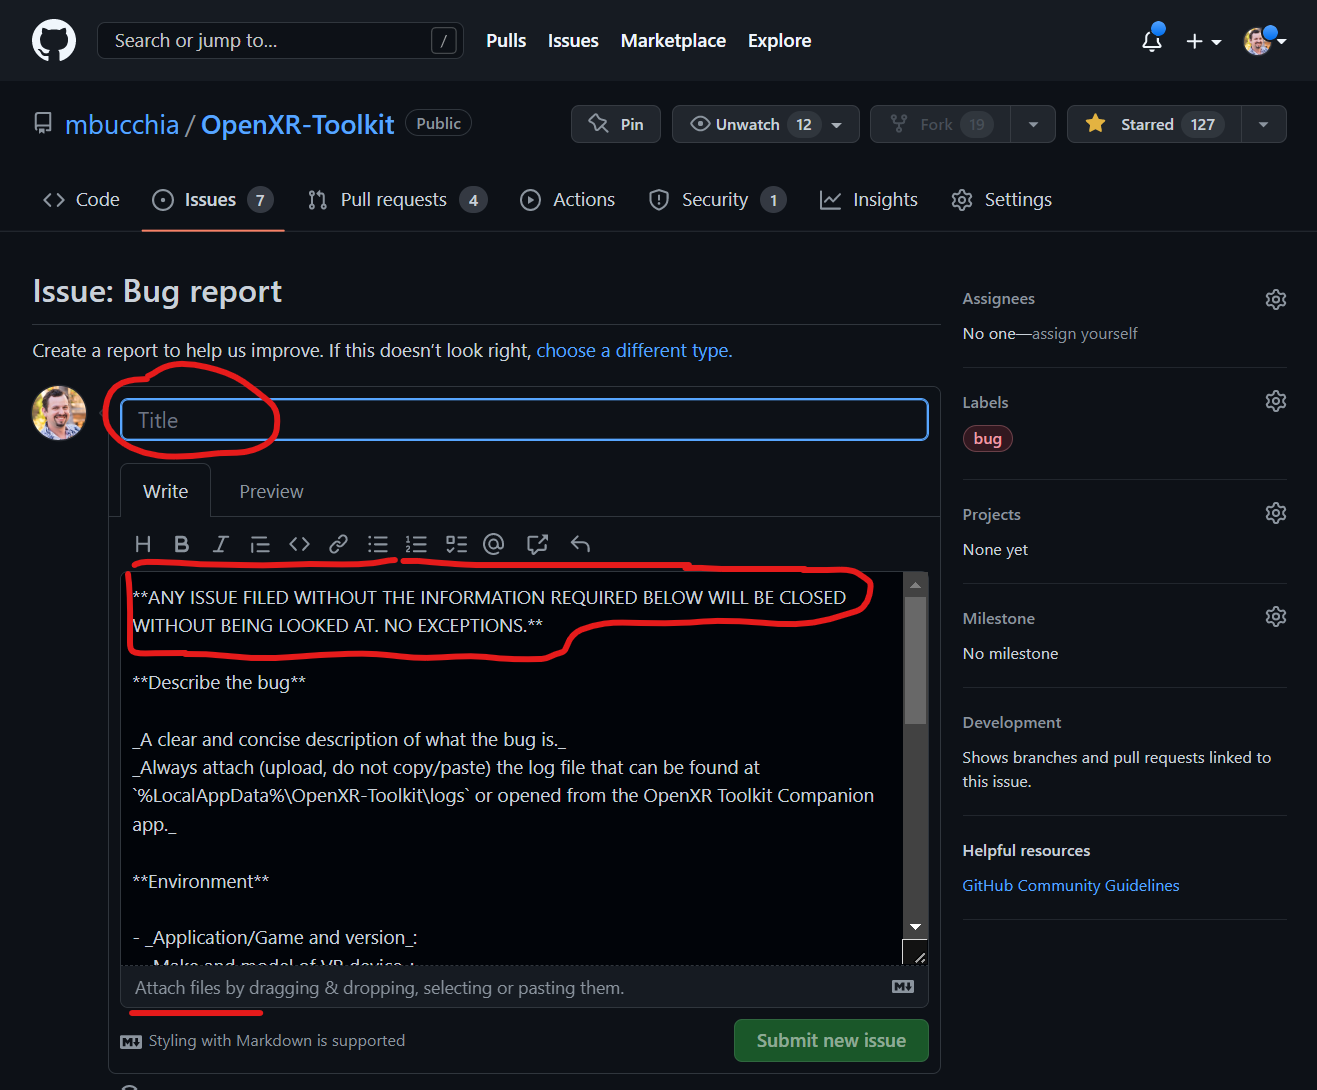 Search or jump to... /
Pulls Issues Marketplace Explore
mbucchia / OpenXR-Toolkit Public
Pin Unwatch 12 Fork 19 Starred 127
Code Issues 7 Pull requests 4 Actions Security 1 Insights Settings
Issue: Bug report
Create a report to help us improve. If this doesn’t look right, choose a different type.
Title
Write Preview
**ANY ISSUE FILED WITHOUT THE INFORMATION REQUIRED BELOW WILL BE CLOSED
WITHOUT BEING LOOKED AT. NO EXCEPTIONS.**
**Describe the bug**
_A clear and concise description of what the bug is._
_Always attach (upload, do not copy/paste) the log file that can be found at
`%LocalAppData%\OpenXR-Toolkit\logs` or opened from the OpenXR Toolkit Companion
app._
**Environment**
- _Application/Game and version_:
- _Make and model of VR device_:
Attach files by dragging & dropping, selecting or pasting them.
Styling with Markdown is supported
Submit new issue
Assignees
No one—assign yourself
Labels
bug
Projects
None yet
Milestone
No milestone
Development
Shows branches and pull requests linked to
this issue.
Helpful resources
GitHub Community Guidelines